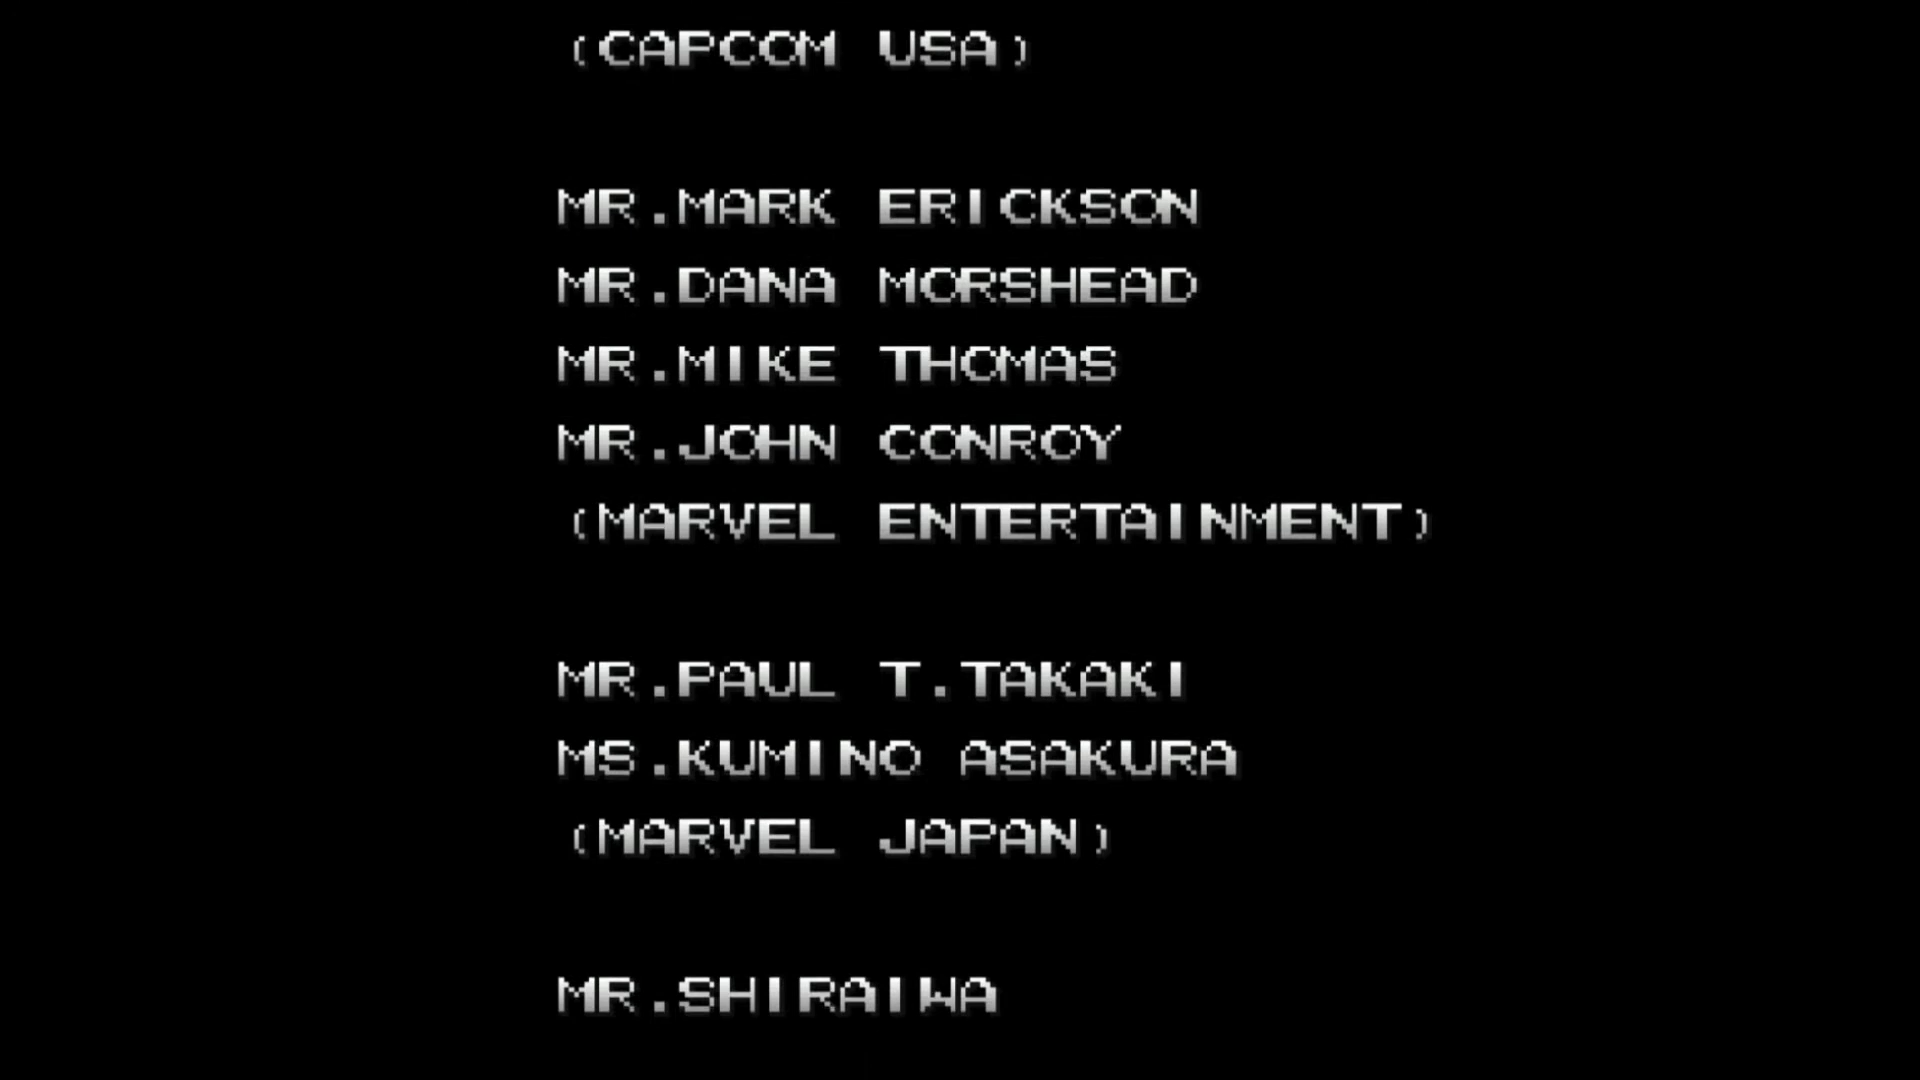 (CAPCOM USA)
MR.MARK ERICKSON
MR.DANA MORSHEAD
MR.MIKE THOMAS
MR.JOHN CONROY
(MARVEL ENTERTAINMENT)
MR.PAUL T.TAKAKI
MS.KUMINO ASAKURA
(MARVEL JAPAN)
MR.SHIRAIWA